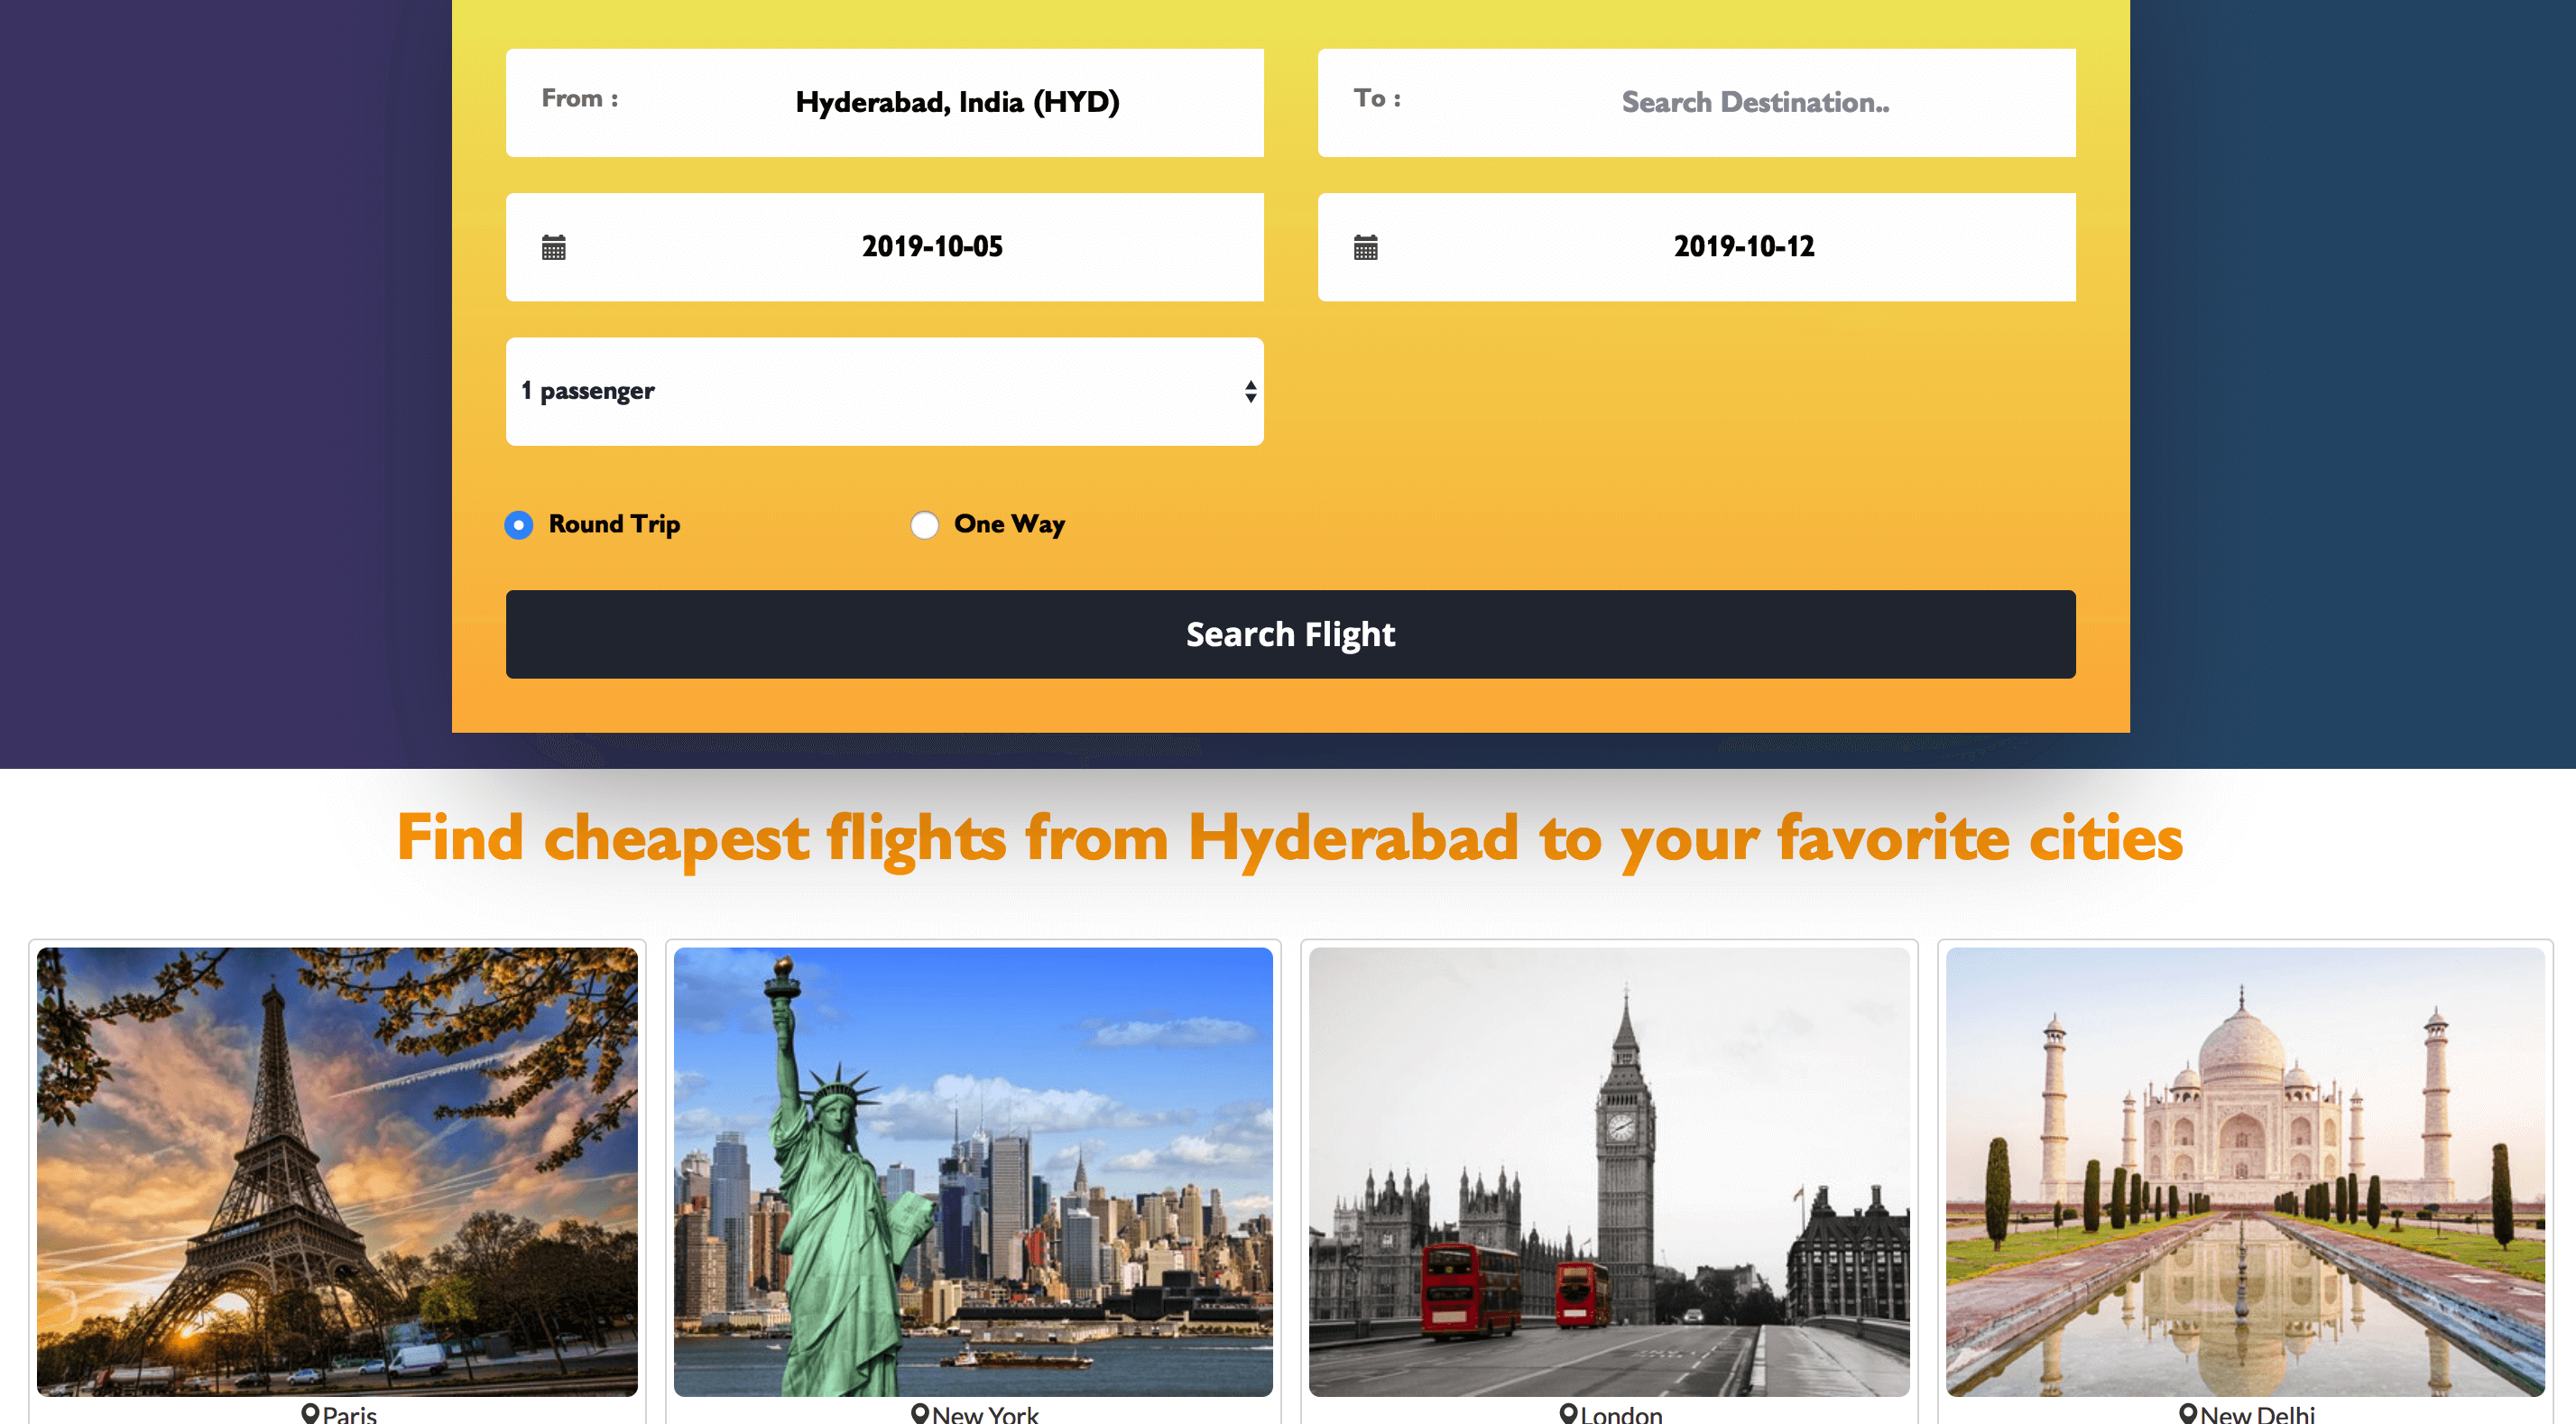 From :
Hyderabad, India (HYD)
To :
Search Destination..
2019-10-05
2019-10-12
1 passenger
Round Trip
One Way
Search Flight
Find cheapest flights from Hyderabad to your favorite cities
Paris
New York
London
New Delhi